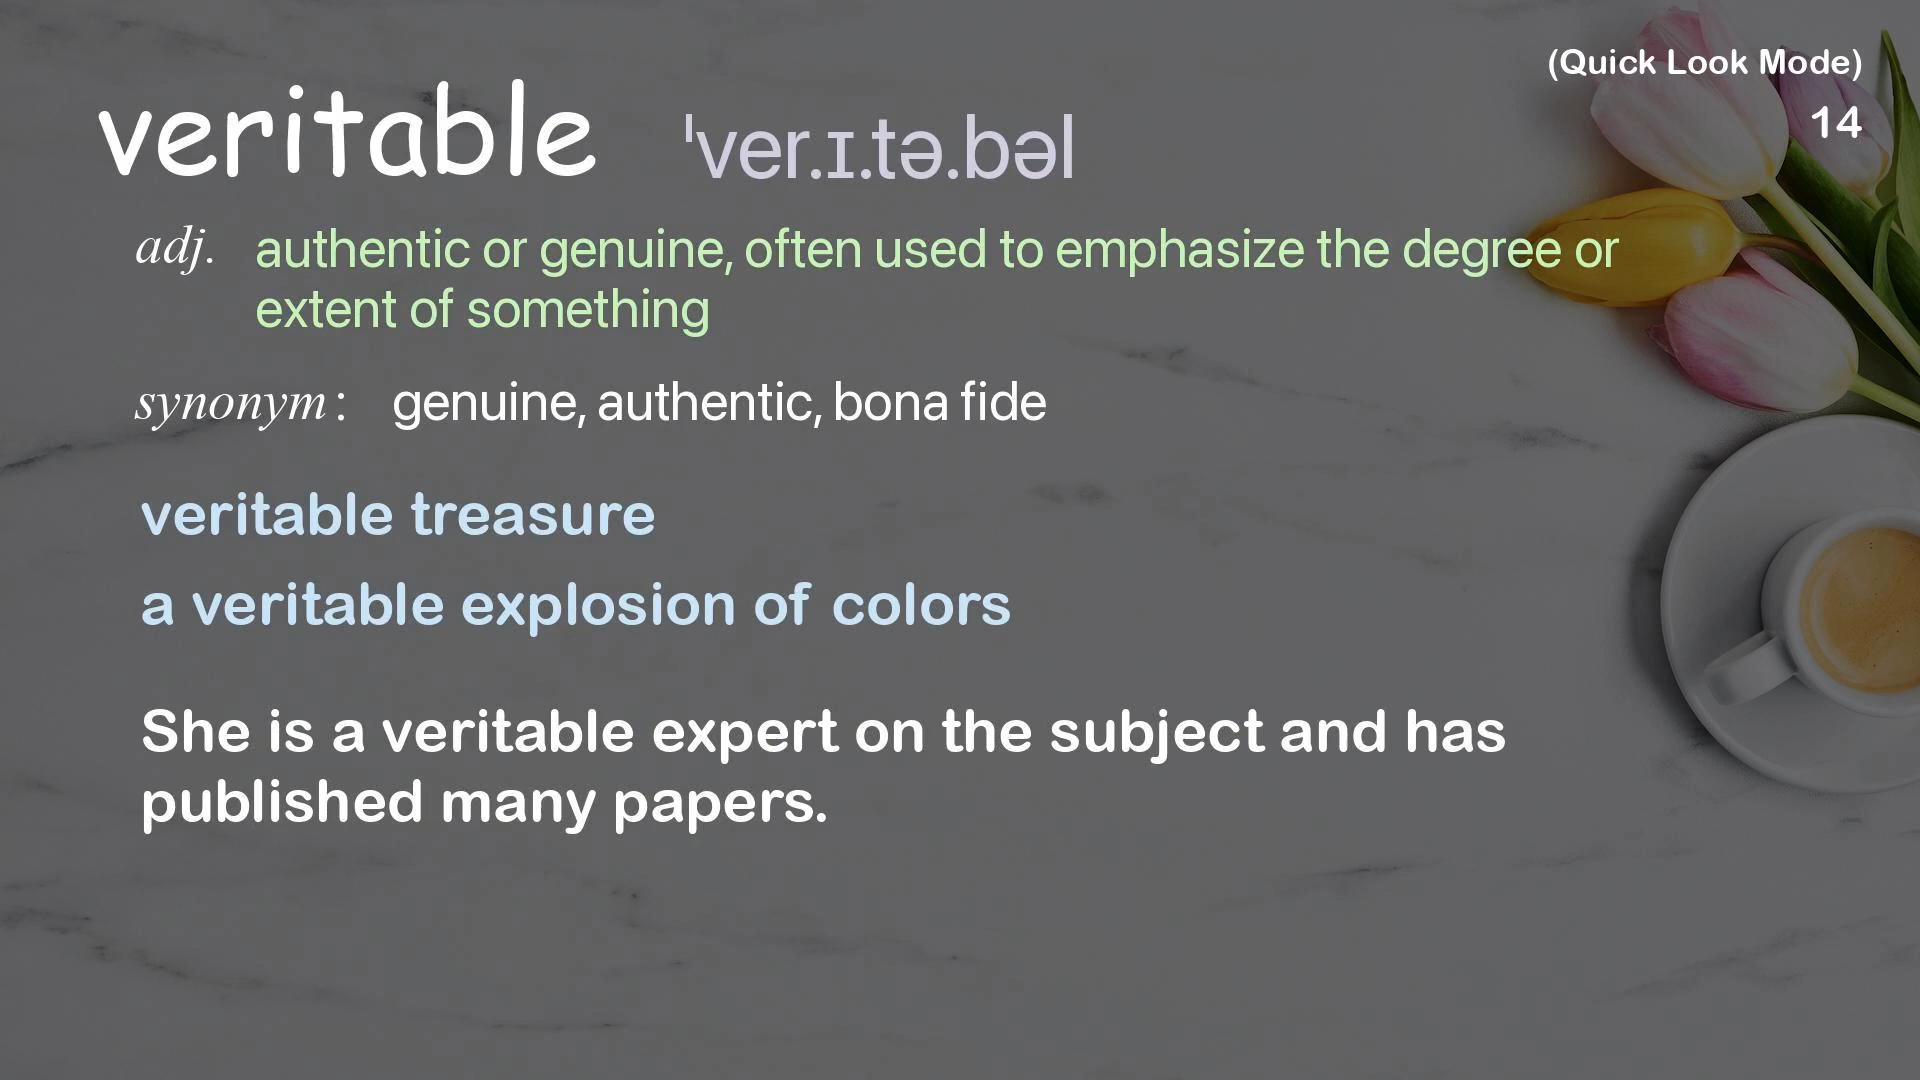 (Quick Look Mode)
14
veritable ˈver.ɪ.tə.bəl
adj. authentic or genuine, often used to emphasize the degree or
extent of something
synonym: genuine, authentic, bona fide
veritable treasure
a veritable explosion of colors
She is a veritable expert on the subject and has
published many papers.